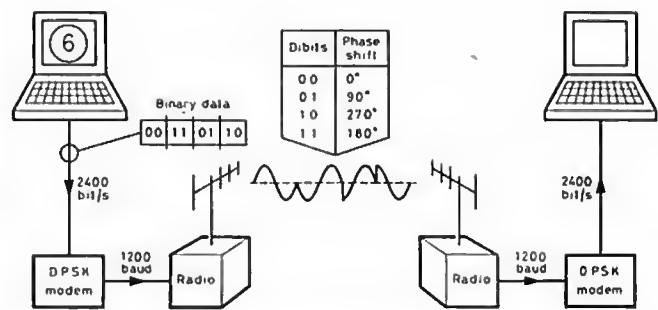 6
Binary data
00 11 01 10
2400
bit/s
DPSK
modem
1200
baud
Radio
Dibits Phase
shift
00 0°
01 90°
10 270°
11 180°
Radio
1200
baud
DPSK
modem
2400
bit/s